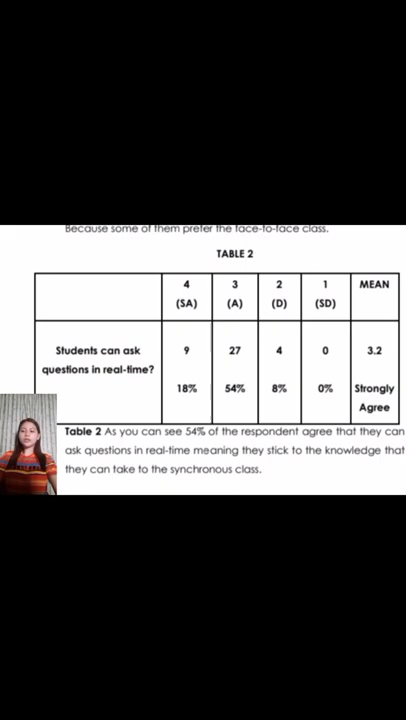 Because some of them prefer the face-to-face class.
TABLE 2
4 3 2 1 MEAN
(SA) (A) (D) (SD)
Students can ask 9 27 4 0 3.2
questions in real-time?
18% 54% 8% 0% Strongly
Agree
Table 2 As you can see 54% of the respondent agree that they can
ask questions in real-time meaning they stick to the knowledge that
they can take to the synchronous class.